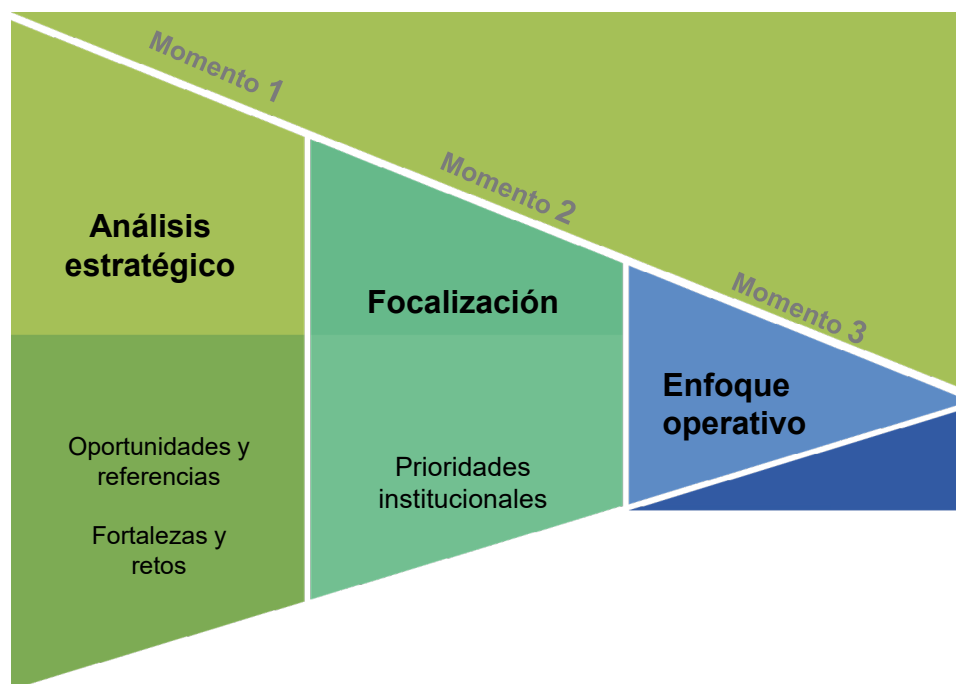 Momento 1
Análisis
estratégico
Oportunidades y
referencias
Fortalezas y
retos
Momento 2
Focalización
Prioridades
institucionales
Momento 3
Enfoque
operativo